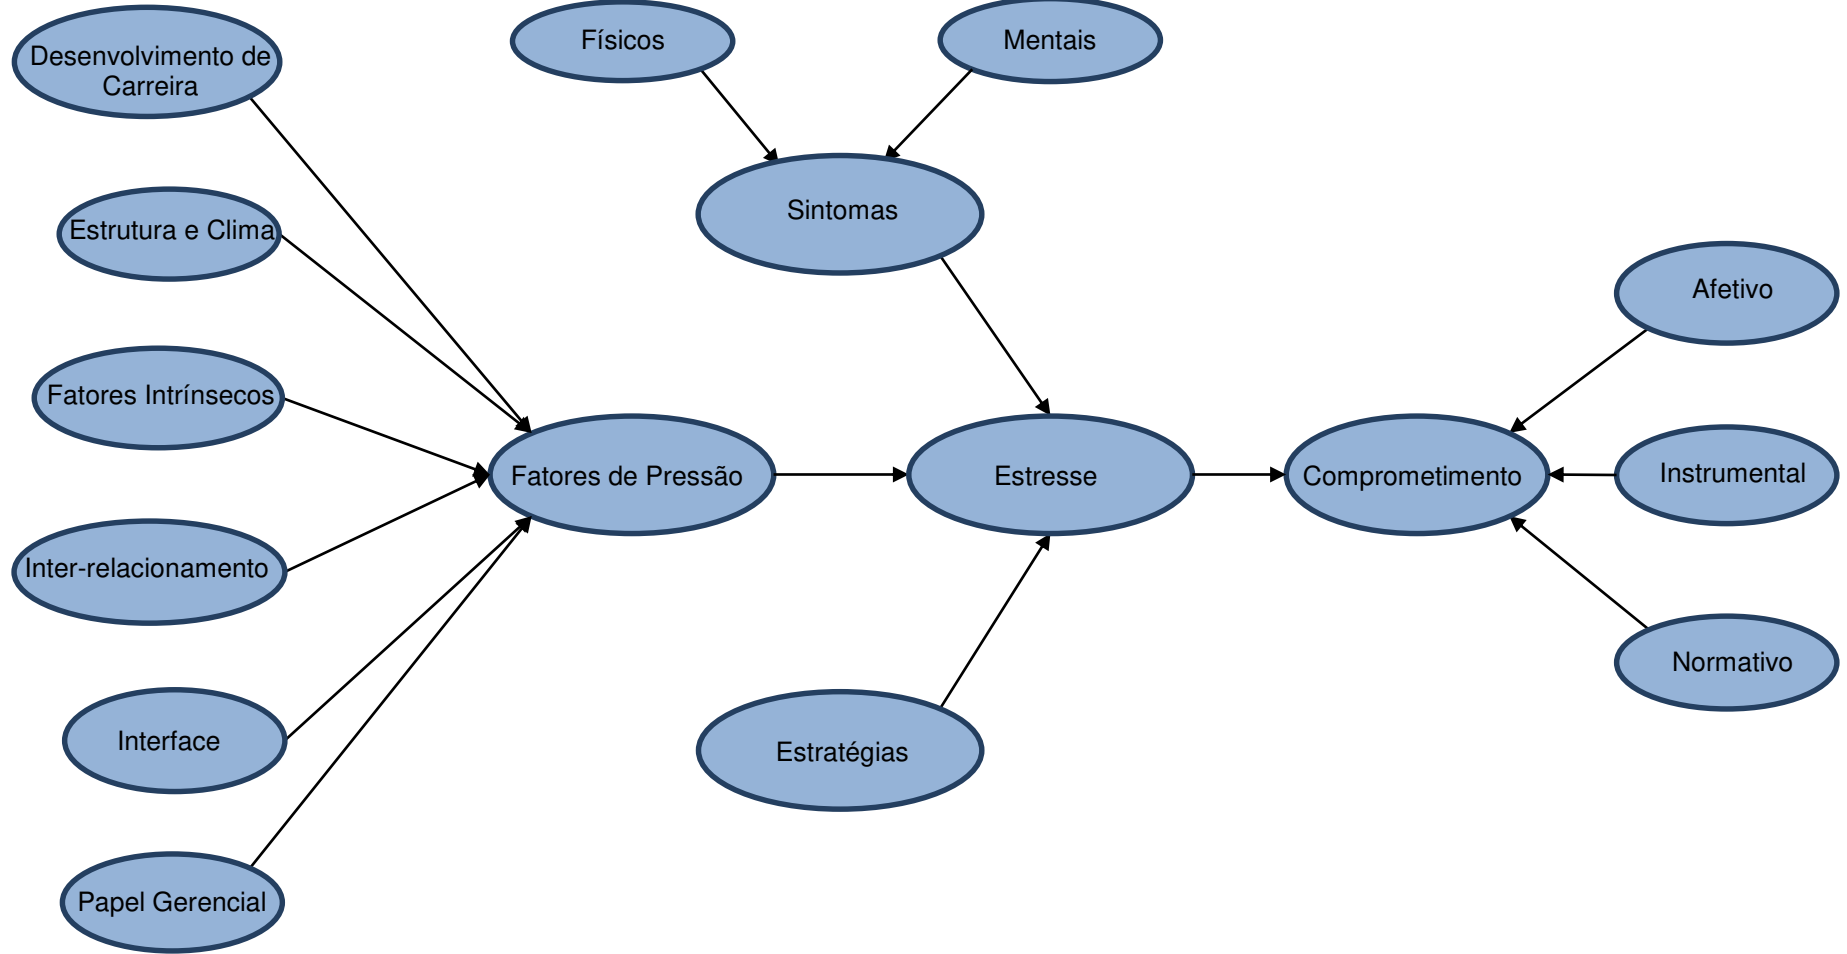 Desenvolvimento de
Carreira
Físicos
Mentais
Estrutura e Clima
Sintomas
Afetivo
Fatores Intrínsecos
Fatores de Pressão
Estresse
Comprometimento
Instrumental
Inter-relacionamento
Normativo
Interface
Estratégias
Papel Gerencial